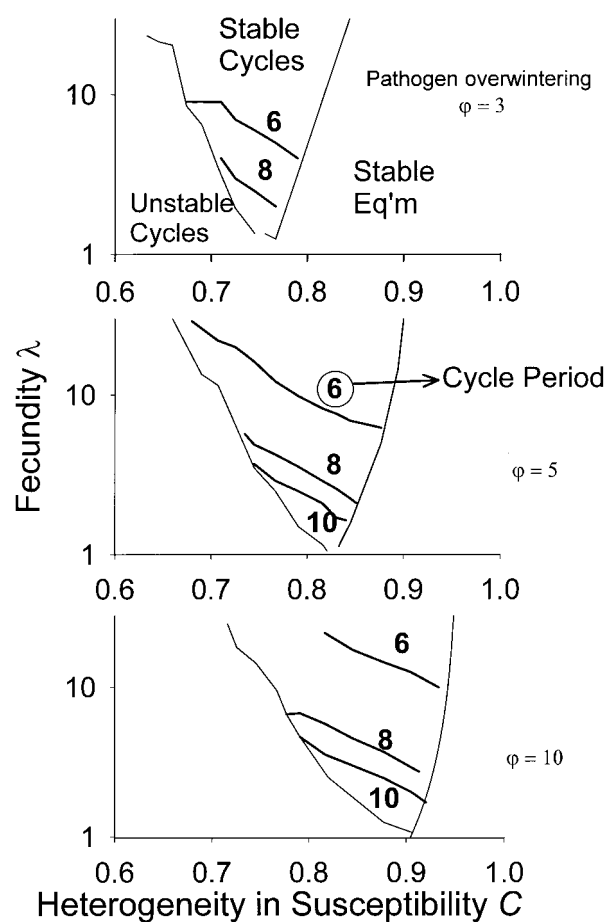 Stable
Cycles
Pathogen overwintering
φ = 3
10
6
8
Stable
Eq'm
Unstable
Cycles
1
0.6 0.7 0.8 0.9 1.0
Fecundity λ
10
6
Cycle Period
8
φ = 5
10
1
0.6 0.7 0.8 0.9 1.0
6
10
8
φ = 10
10
1
0.6 0.7 0.8 0.9 1.0
Heterogeneity in Susceptibility C